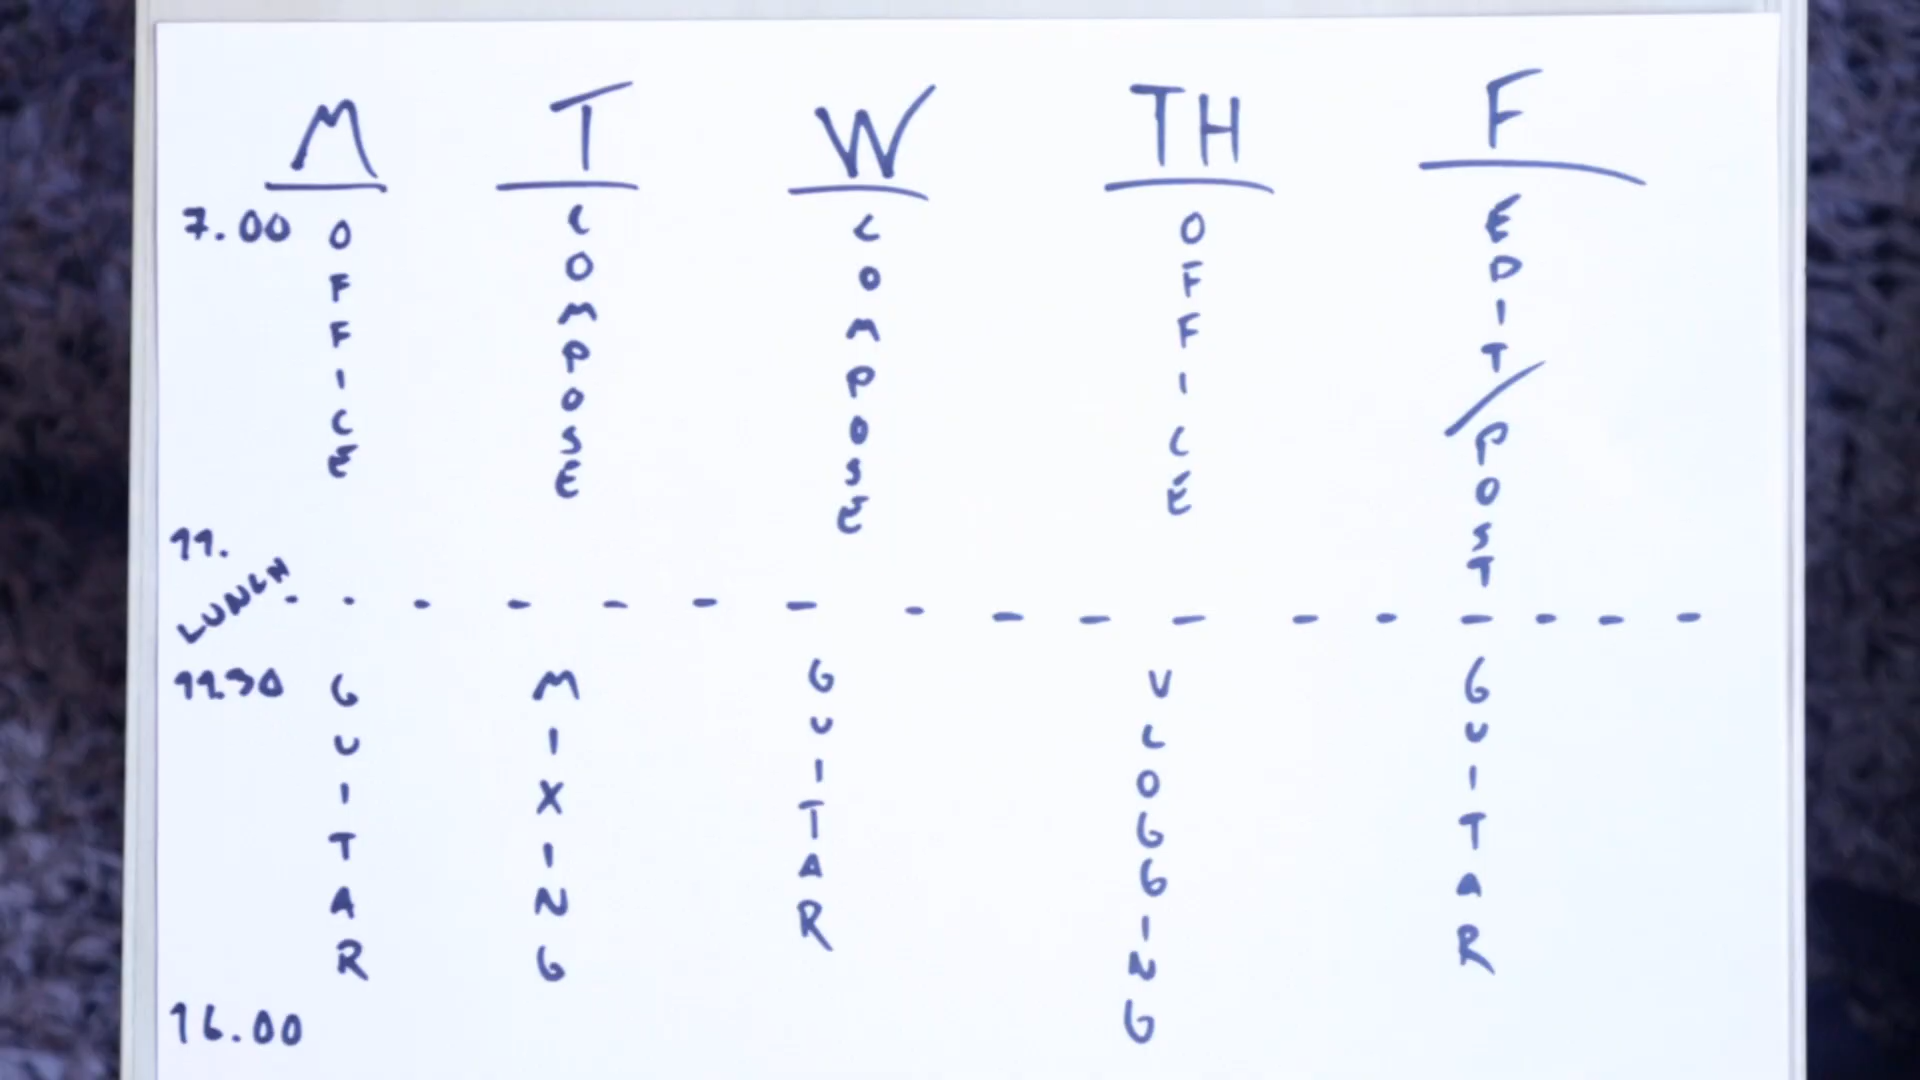 M T W TH F
7.00 OFFICE COMPOSE COMPOSE OFFICE EDIT/POST
11.
LUNCH
11.30 GUITAR MIXING GUITAR VLOGGING GUITAR
16.00